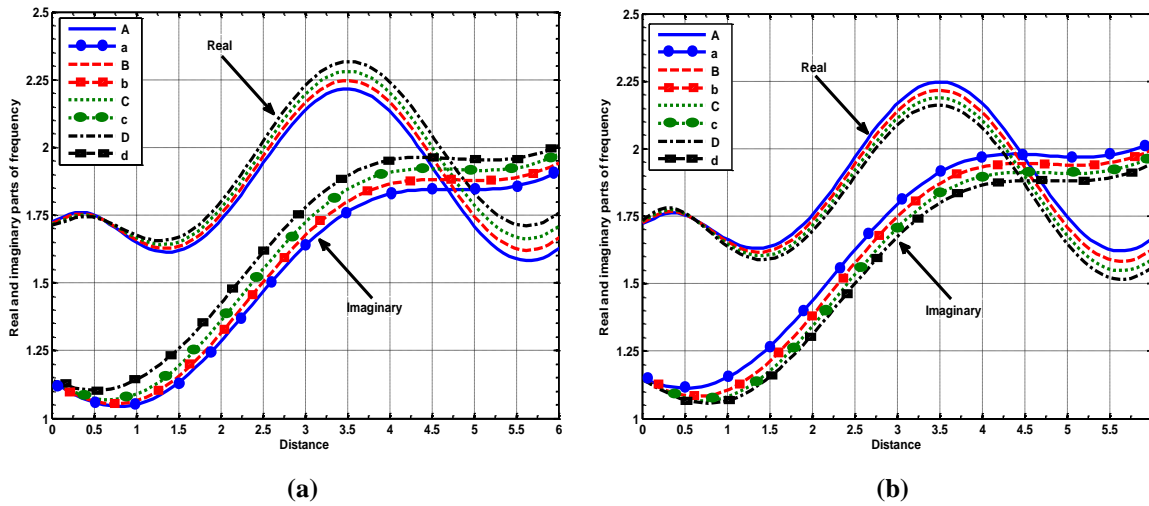 Real and imaginary parts of frequency
2.5
2.25
2
1.75
1.5
1.25
1
A
a
B
b
C
c
D
d
Real
Imaginary
0 0.5 1 1.5 2 2.5 3 3.5 4 4.5 5 5.5 6
Distance
(a)
Real and imaginary parts of frequency
2.5
2.25
2
1.75
1.5
1.25
1
A
a
B
b
C
c
D
d
Real
Imaginary
0 0.5 1 1.5 2 2.5 3 3.5 4 4.5 5 5.5 6
Distance
(b)